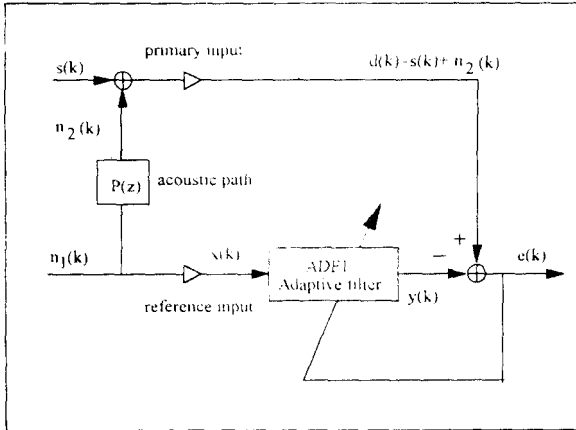 primary input
d(k)-s(k)+ n2(k)
s(k)
n2(k)
P(z)
acoustic path
n1(k)
x(k)
reference input
ADF1
Adaptive filter
+
−
y(k)
e(k)